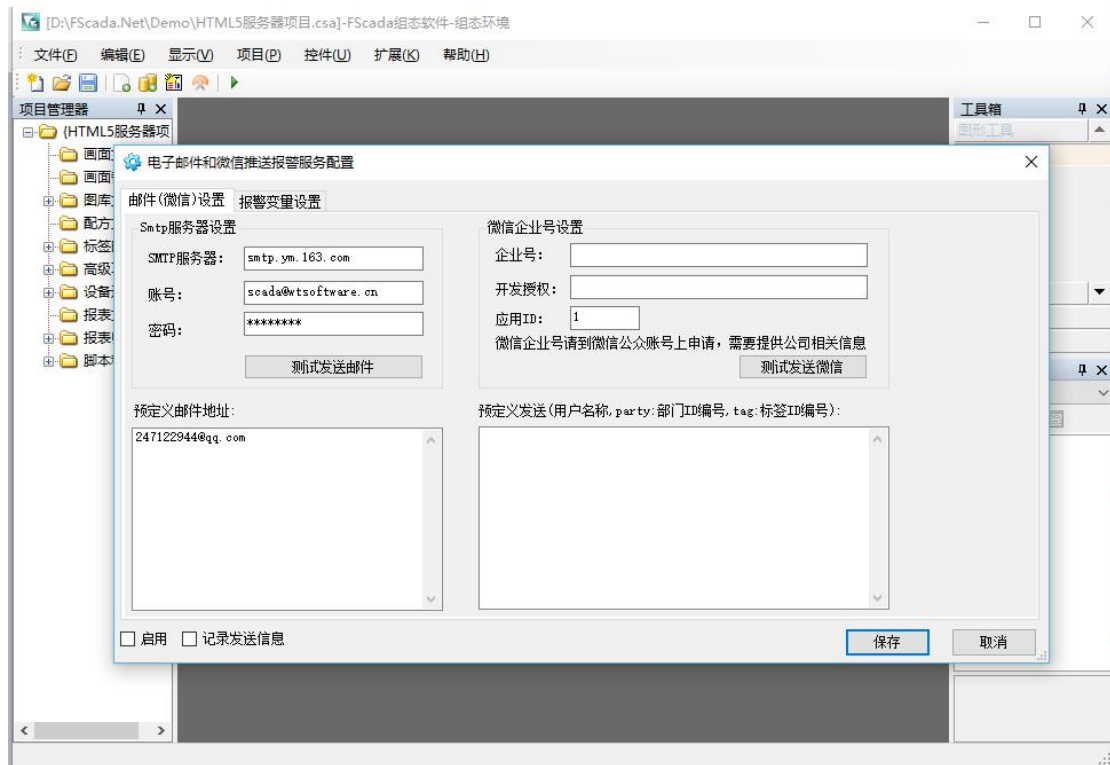 [D:\FScada.Net\Demo\HTML5服务器项目.csa]-FScada组态软件-组态环境
文件(F) 编辑(E) 显示(V) 项目(P) 控件(U) 扩展(K) 帮助(H)
项目管理器
工具箱
{HTML5服务器项
图形工具
画面
画面
图库
配方
标签
高级
设备
报表
报表
脚本
电子邮件和微信推送报警服务配置
邮件(微信)设置 报警变量设置
Smtp服务器设置
SMTP服务器: smtp.ym.163.com
账号: scada@wtsoftware.cn
密码: ********
测试发送邮件
微信企业号设置
企业号:
开发授权:
应用ID: 1
微信企业号请到微信公众账号上申请,需要提供公司相关信息
测试发送微信
预定义邮件地址:
247122944@qq.com
预定义发送(用户名称,party:部门ID编号,tag:标签ID编号):
启用 记录发送信息
保存 取消